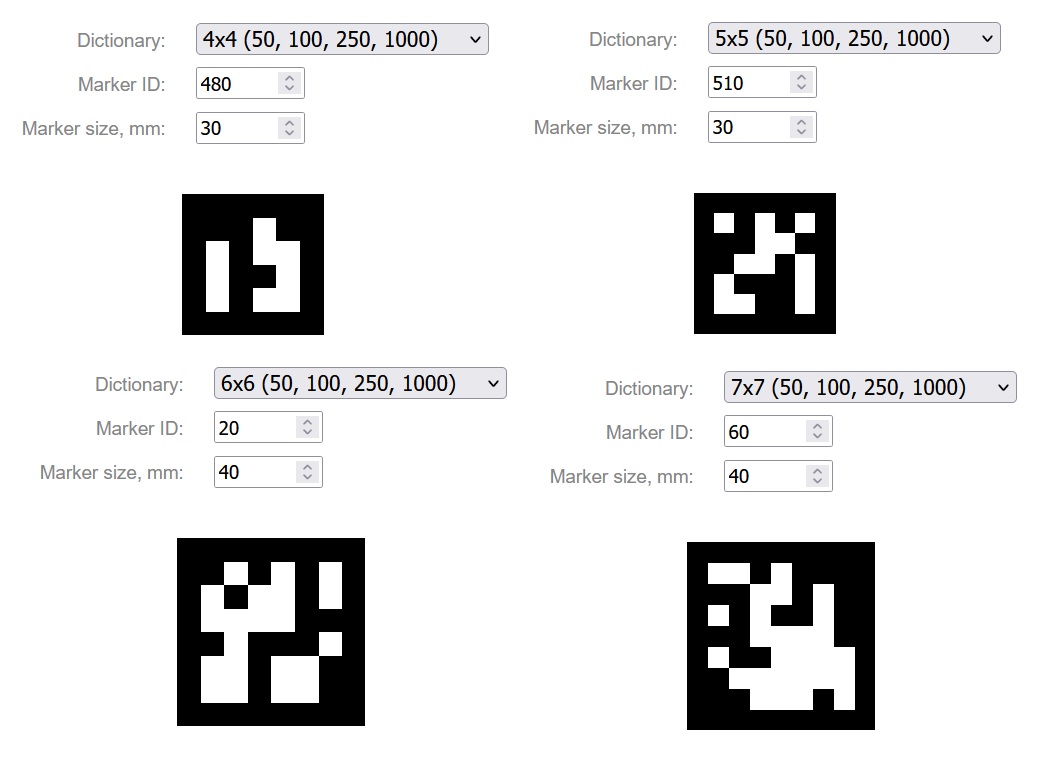 Dictionary: 4x4 (50, 100, 250, 1000)
Marker ID: 480
Marker size, mm: 30
Dictionary: 5x5 (50, 100, 250, 1000)
Marker ID: 510
Marker size, mm: 30
Dictionary: 6x6 (50, 100, 250, 1000)
Marker ID: 20
Marker size, mm: 40
Dictionary: 7x7 (50, 100, 250, 1000)
Marker ID: 60
Marker size, mm: 40